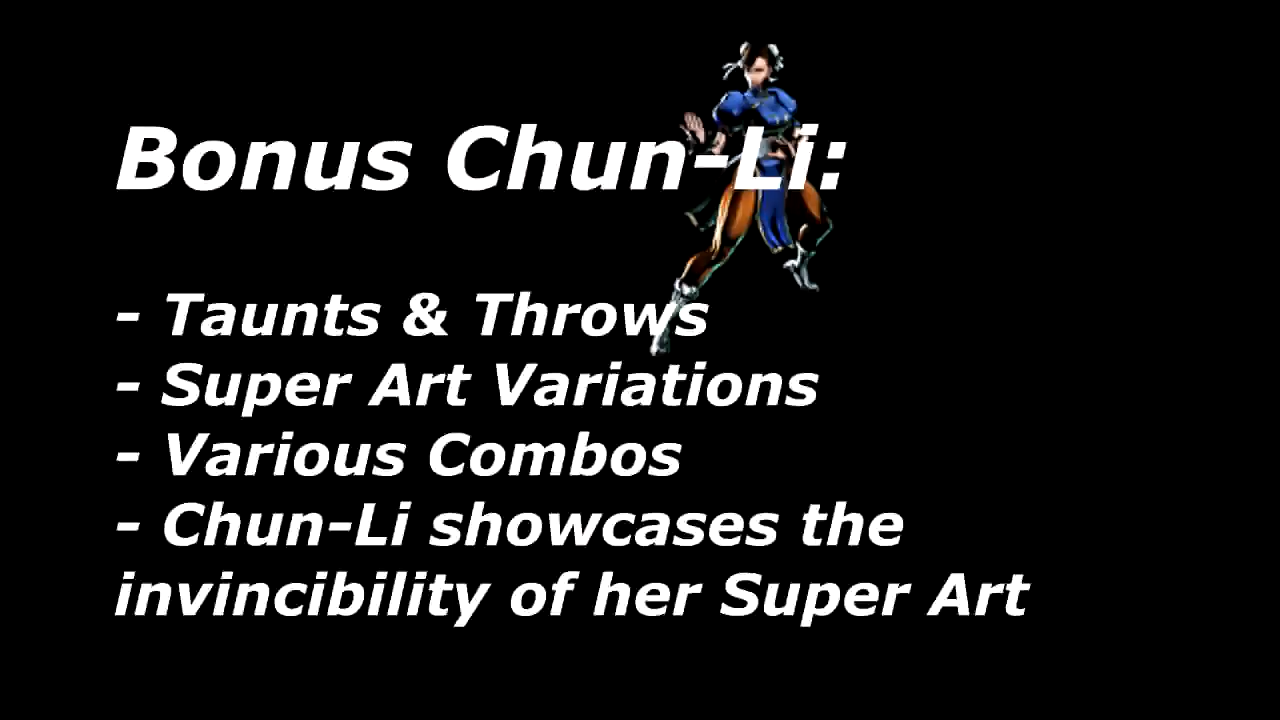 Bonus Chun-Li:
- Taunts & Throws
- Super Art Variations
- Various Combos
- Chun-Li showcases the
invincibility of her Super Art